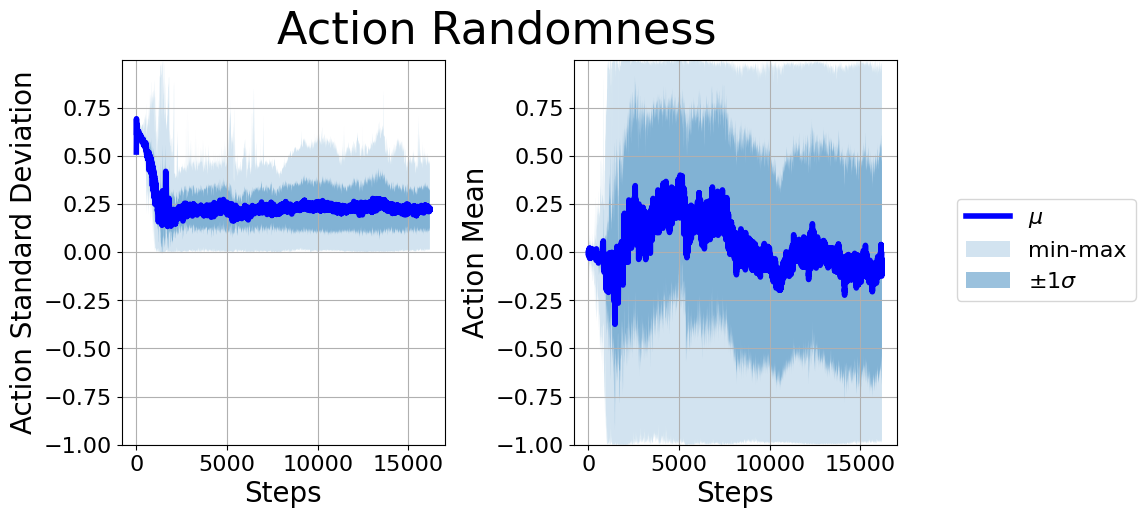 Action Randomness
Action Standard Deviation
0.75
0.50
0.25
0.00
−0.25
−0.50
−0.75
−1.00
0 5000 10000 15000
Steps
Action Mean
0.75
0.50
0.25
0.00
−0.25
−0.50
−0.75
−1.00
0 5000 10000 15000
Steps
μ
min-max
±1σ